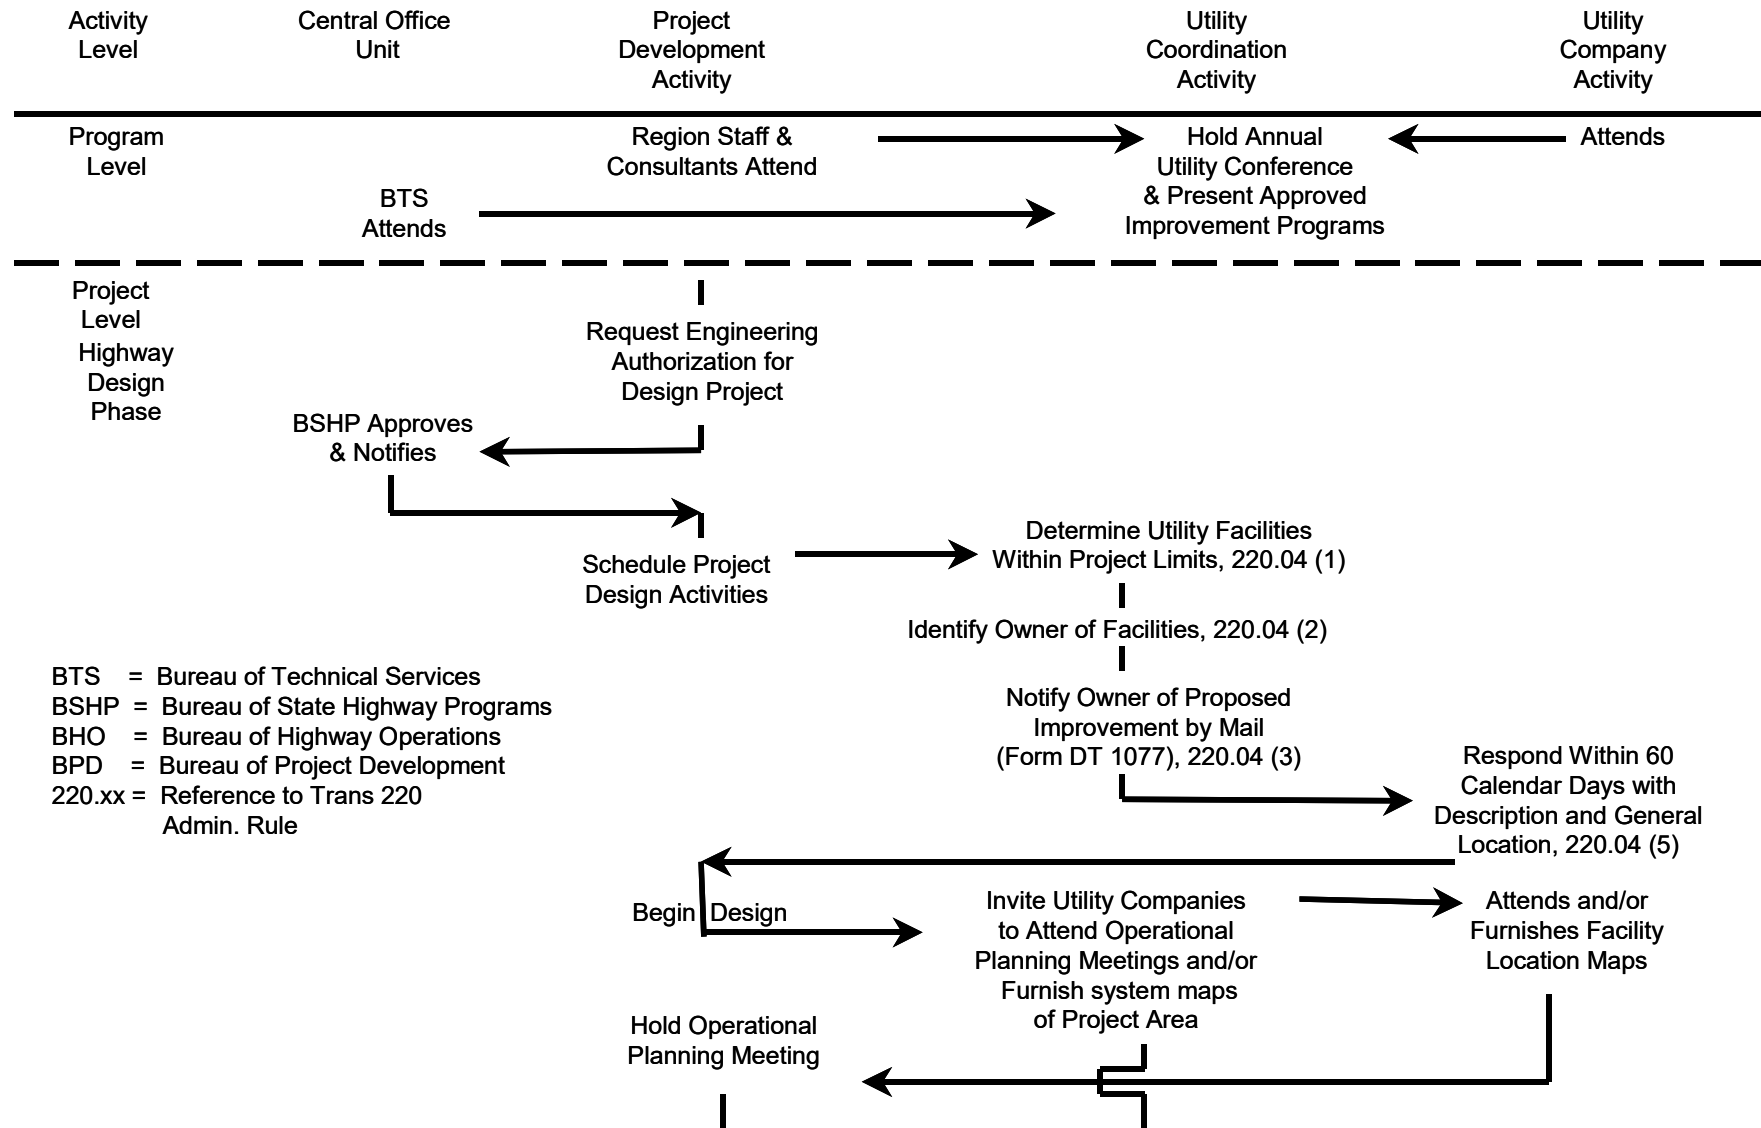 Activity
Level
Central Office
Unit
Project
Development
Activity
Utility
Coordination
Activity
Utility
Company
Activity
Program
Level
Region Staff &
Consultants Attend
Hold Annual
Utility Conference
& Present Approved
Improvement Programs
Attends
BTS
Attends
Project
Level
Highway
Design
Phase
Request Engineering
Authorization for
Design Project
BSHP Approves
& Notifies
Schedule Project
Design Activities
Determine Utility Facilities
Within Project Limits, 220.04 (1)
Identify Owner of Facilities, 220.04 (2)
BTS = Bureau of Technical Services
BSHP = Bureau of State Highway Programs
BHO = Bureau of Highway Operations
BPD = Bureau of Project Development
220.xx = Reference to Trans 220
Admin. Rule
Notify Owner of Proposed
Improvement by Mail
(Form DT 1077), 220.04 (3)
Respond Within 60
Calendar Days with
Description and General
Location, 220.04 (5)
Begin Design
Invite Utility Companies
to Attend Operational
Planning Meetings and/or
Furnish system maps
of Project Area
Attends and/or
Furnishes Facility
Location Maps
Hold Operational
Planning Meeting